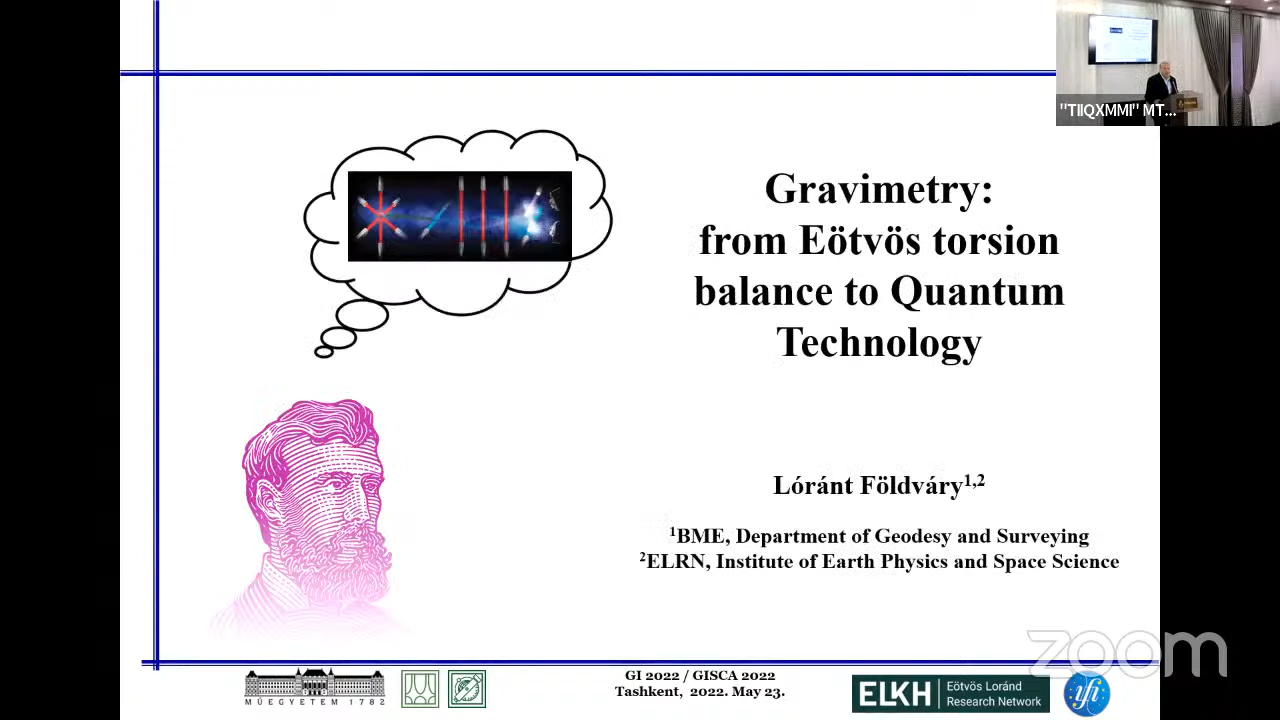 "TIIQXMMI" MT...
Gravimetry:
from Eötvös torsion
balance to Quantum
Technology
Lóránt Földváry1,2
1BME, Department of Geodesy and Surveying
2ELRN, Institute of Earth Physics and Space Science
zoom
MŰEGYETEM 1782
GI 2022 / GISCA 2022
Tashkent, 2022. May 23.
ELKH
Eötvös Loránd
Research Network